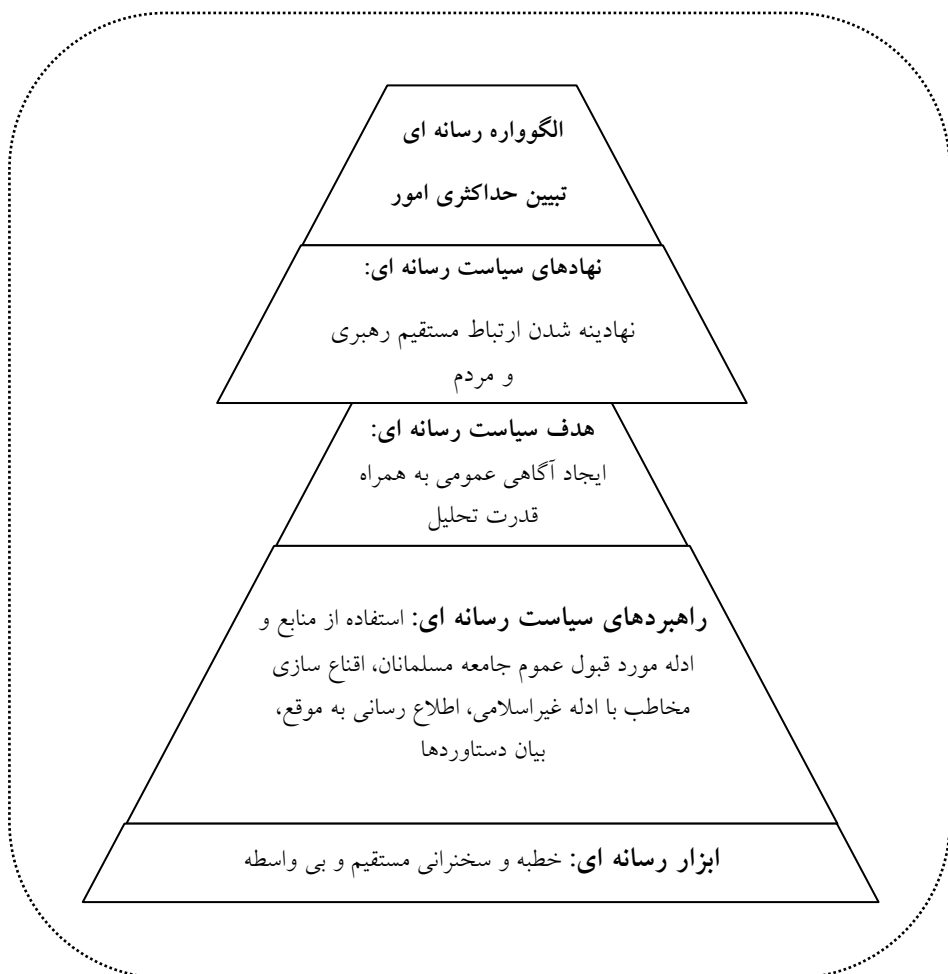 الگوواره رسانه ای
تبیین حداکثری امور
نهادهای سیاست رسانه ای:
نهادینه شدن ارتباط مستقیم رهبری
و مردم
هدف سیاست رسانه ای:
ایجاد آگاهی عمومی به همراه
قدرت تحلیل
راهبردهای سیاست رسانه ای: استفاده از منابع و
ادله مورد قبول عموم جامعه مسلمانان، اقناع سازی
مخاطب با ادله غیراسلامی، اطلاع رسانی به موقع،
بیان دستاوردها
ابزار رسانه ای: خطبه و سخنرانی مستقیم و بی واسطه